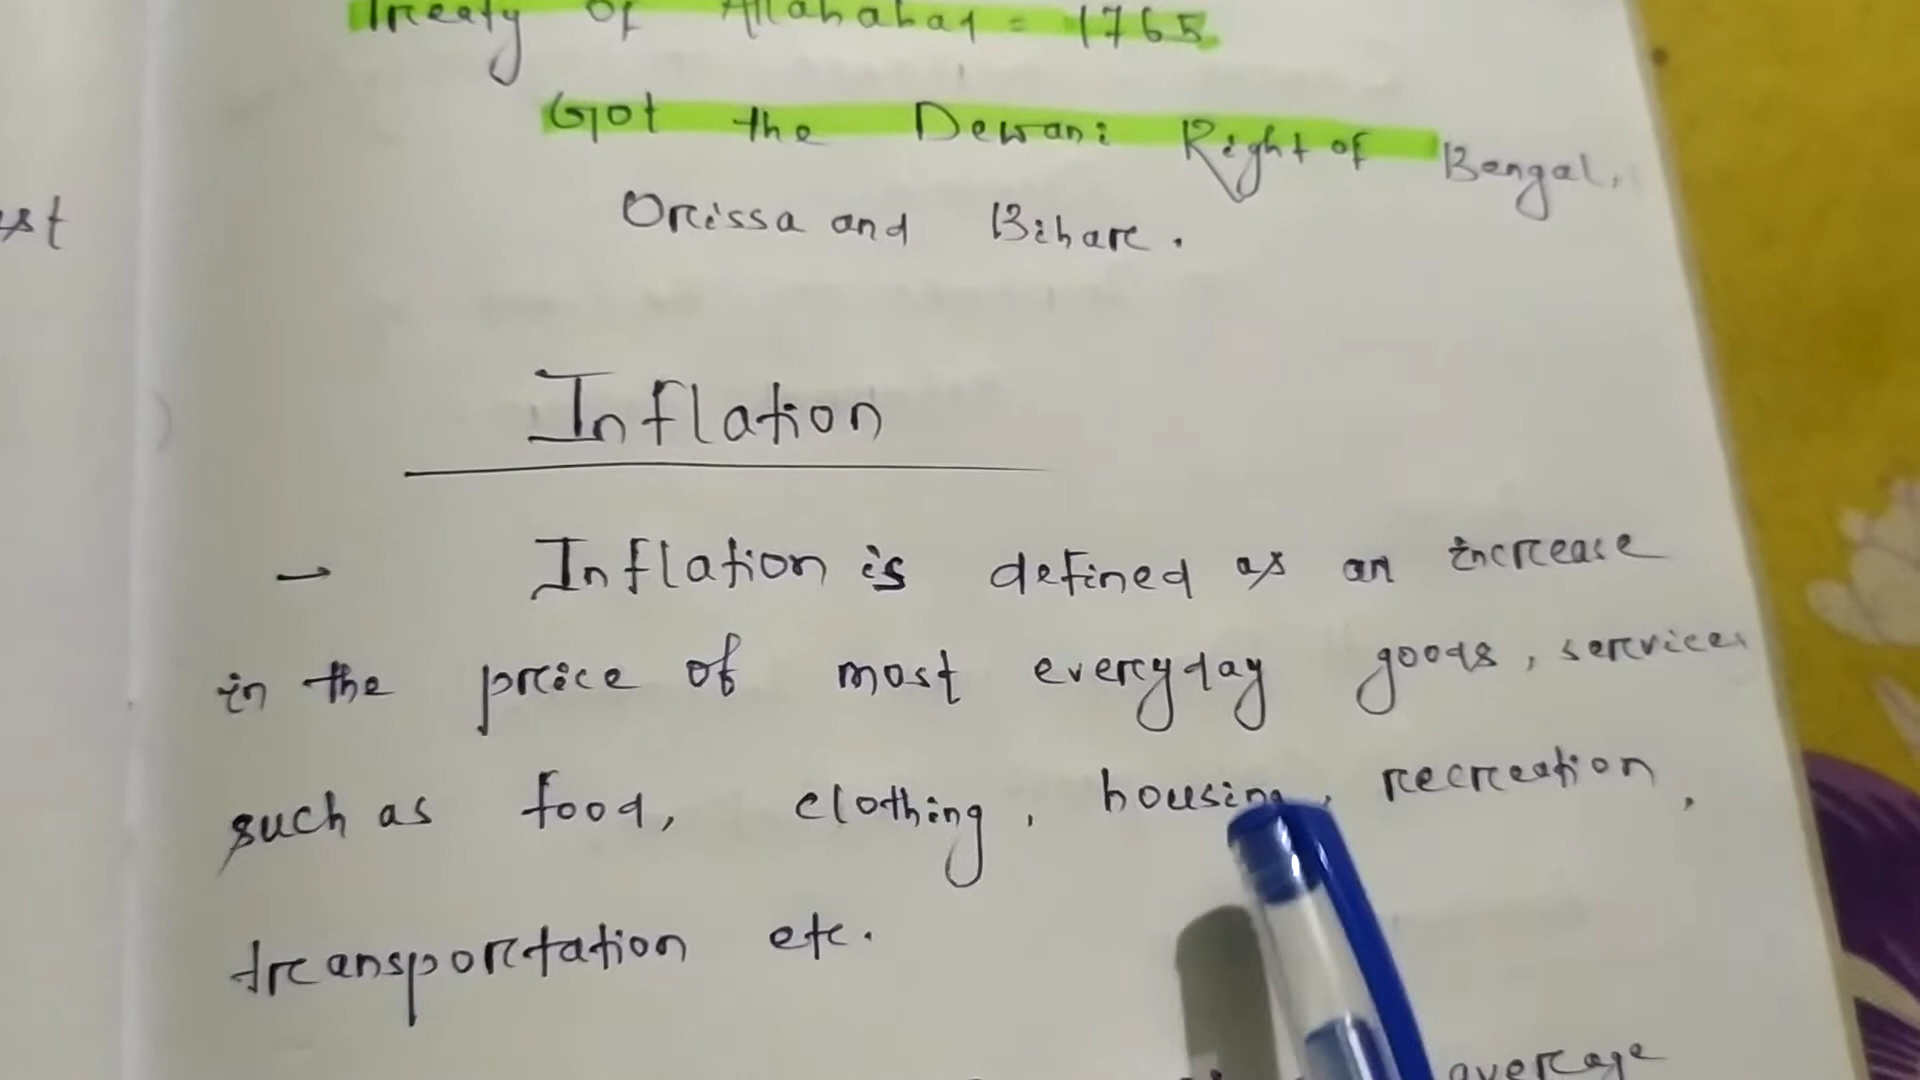 Treaty of Allahabad = 1765
Got the Dewani Right of Bengal,
Orissa and Bihar.
Inflation
→ Inflation is defined as an increase
in the price of most everyday goods, services
such as food, clothing, housing, recreation,
transportation etc.
average